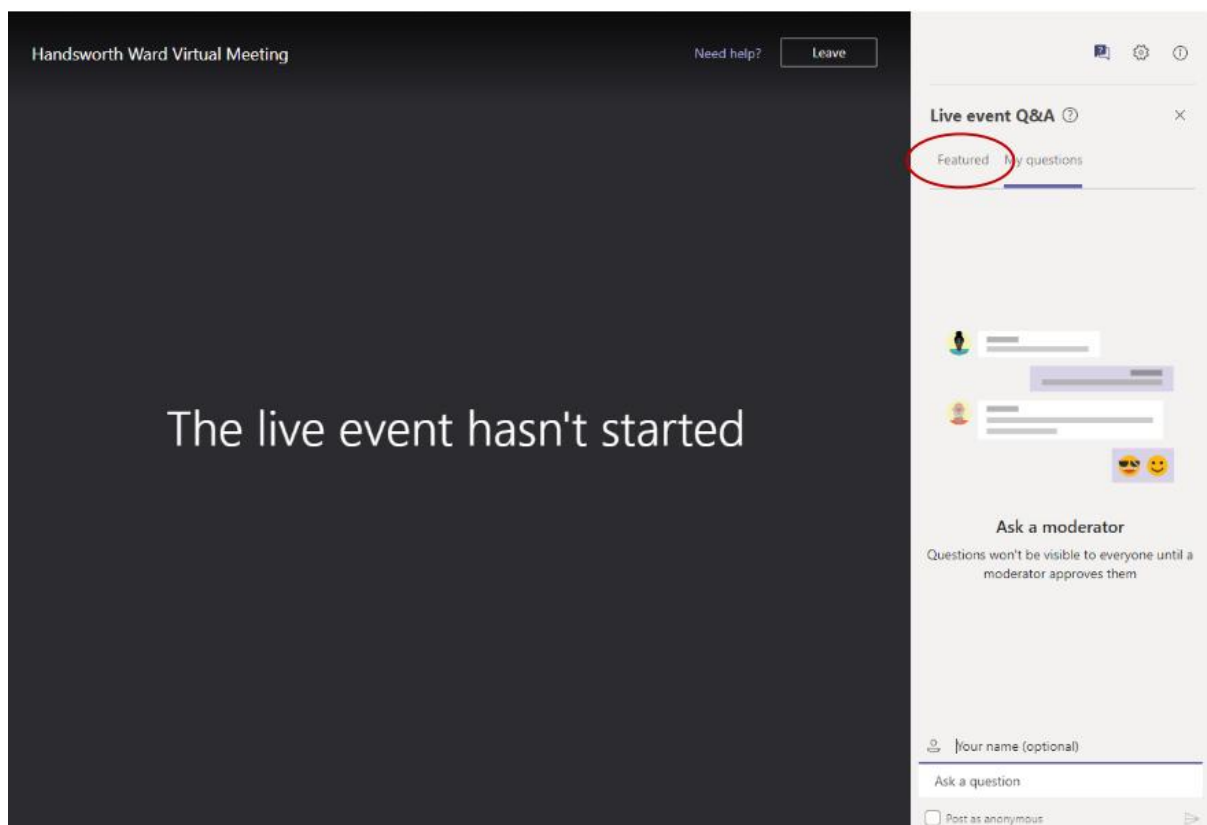 Handsworth Ward Virtual Meeting
Need help?
Leave
Live event Q&A
Featured
My questions
The live event hasn't started
Ask a moderator
Questions won't be visible to everyone until a
moderator approves them
Your name (optional)
Ask a question
Post as anonymous